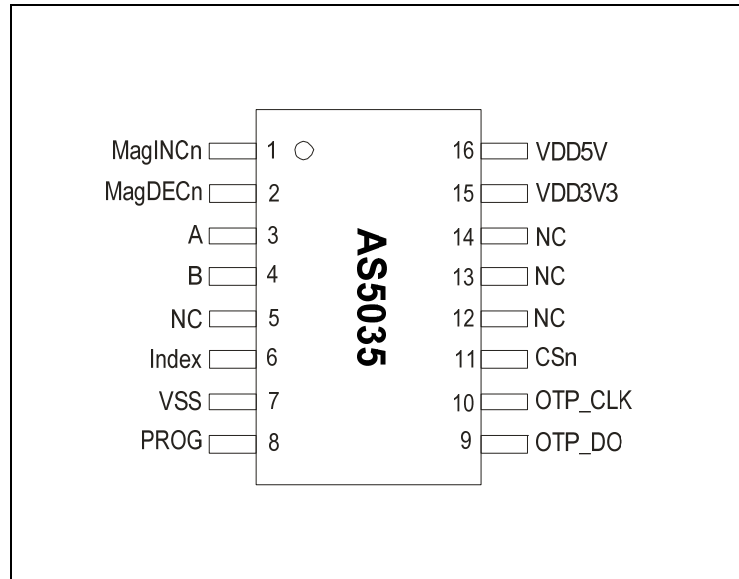 MagINCn 1 16 VDD5V
MagDECn 2 15 VDD3V3
A 3 14 NC
B 4 13 NC
NC 5 12 NC
Index 6 11 CSn
VSS 7 10 OTP_CLK
PROG 8 9 OTP_DO
AS5035